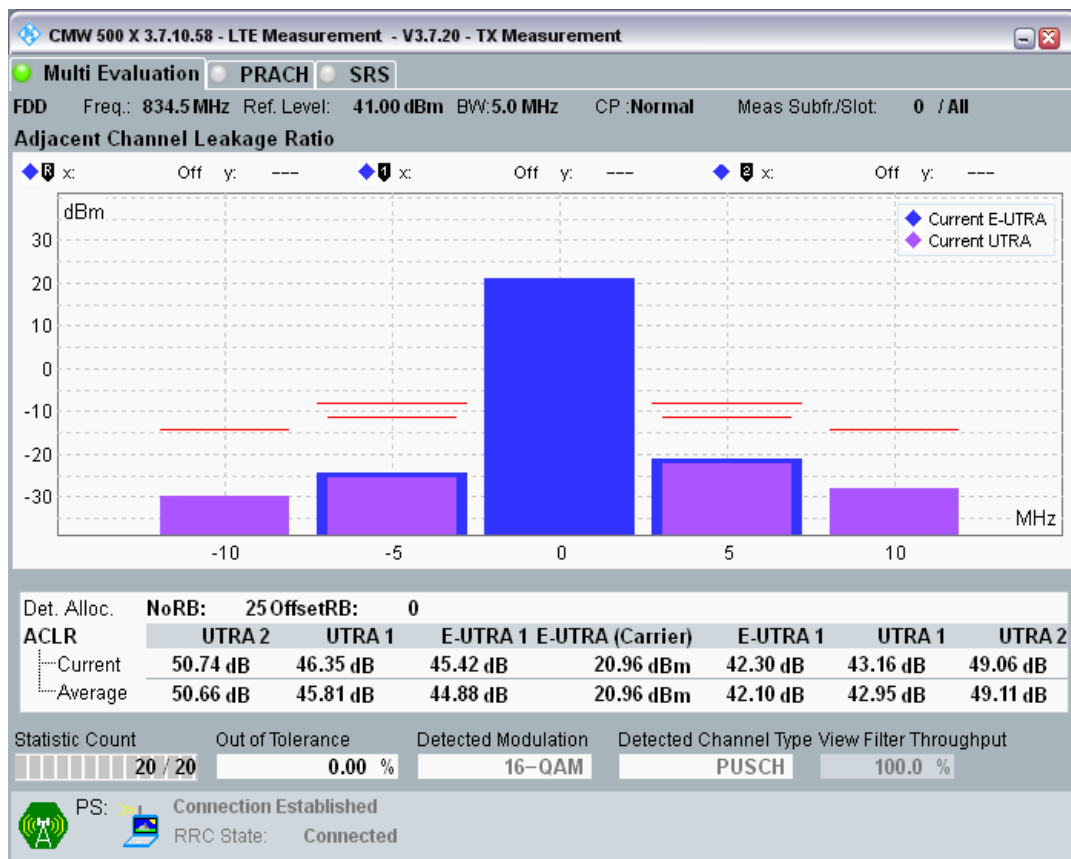 CMW 500 X 3.7.10.58 - LTE Measurement - V3.7.20 - TX Measurement
Multi Evaluation PRACH SRS
FDD Freq.: 834.5 MHz Ref. Level: 41.00 dBm BW:5.0 MHz CP :Normal Meas Subfr./Slot: 0 / All
Adjacent Channel Leakage Ratio
R x: Off y: --- 1 x: Off y: --- 2 x: Off y: ---
dBm
Current E-UTRA
Current UTRA
30
20
10
0
-10
-20
-30
MHz
-10 -5 0 5 10
Det. Alloc. NoRB: 25 OffsetRB: 0
ACLR UTRA 2 UTRA 1 E-UTRA 1 E-UTRA (Carrier) E-UTRA 1 UTRA 1 UTRA 2
Current 50.74 dB 46.35 dB 45.42 dB 20.96 dBm 42.30 dB 43.16 dB 49.06 dB
Average 50.66 dB 45.81 dB 44.88 dB 20.96 dBm 42.10 dB 42.95 dB 49.11 dB
Statistic Count Out of Tolerance Detected Modulation Detected Channel Type View Filter Throughput
20 / 20 0.00 % 16-QAM PUSCH 100.0 %
PS: Connection Established
RRC State: Connected